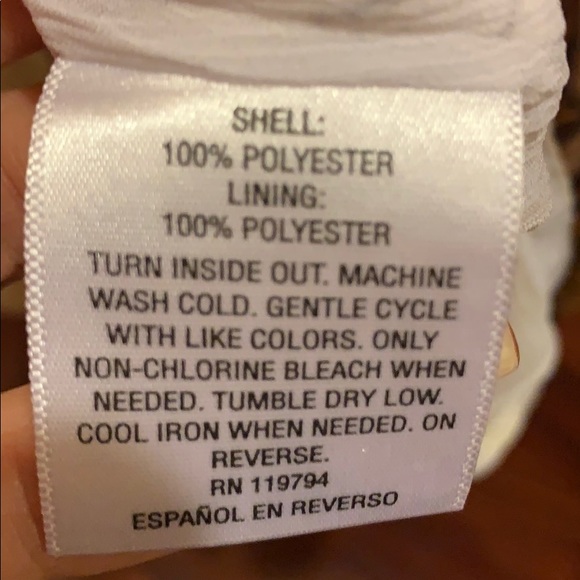 SHELL:
100% POLYESTER
LINING:
100% POLYESTER
TURN INSIDE OUT. MACHINE
WASH COLD. GENTLE CYCLE
WITH LIKE COLORS. ONLY
NON-CHLORINE BLEACH WHEN
NEEDED. TUMBLE DRY LOW.
COOL IRON WHEN NEEDED. ON
REVERSE.
RN 119794
ESPAÑOL EN REVERSO